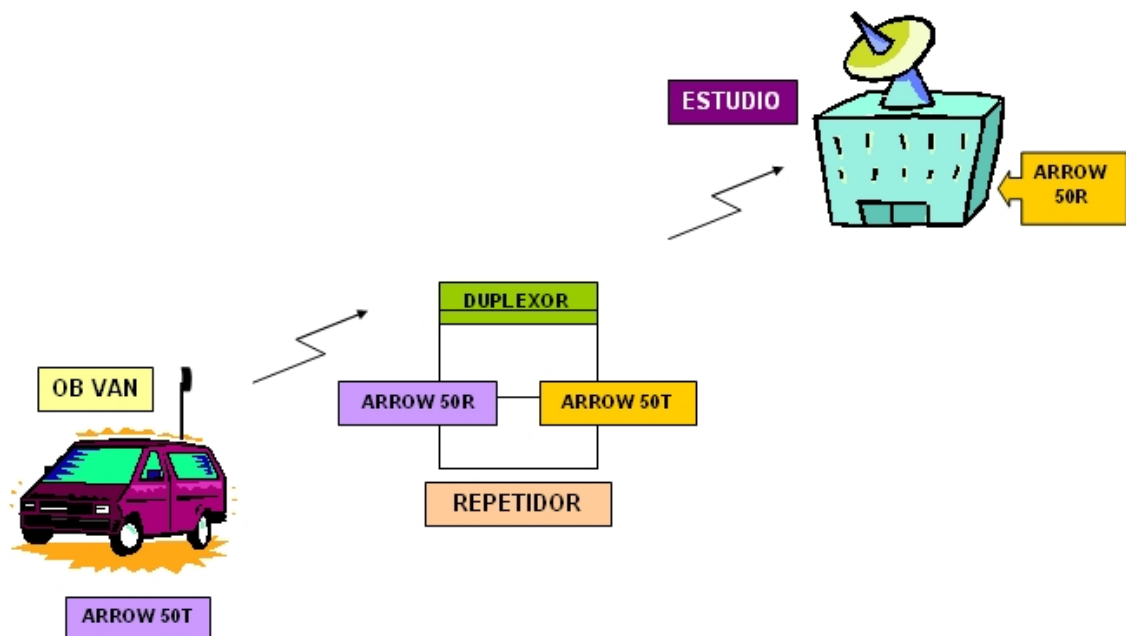 ESTUDIO
ARROW
50R
DUPLEXOR
OB VAN
ARROW 50R
ARROW 50T
REPETIDOR
ARROW 50T